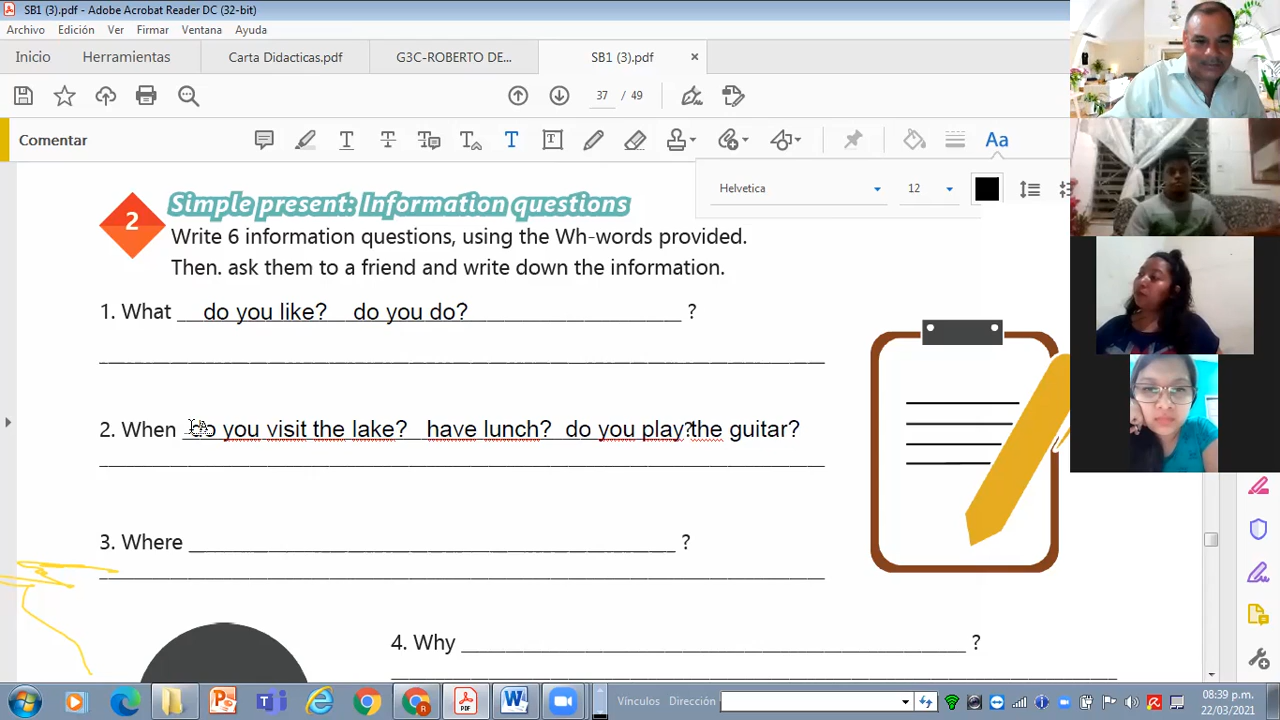 SB1 (3).pdf - Adobe Acrobat Reader DC (32-bit)
Archivo Edición Ver Firmar Ventana Ayuda
Inicio Herramientas Carta Didacticas.pdf G3C-ROBERTO DE... SB1 (3).pdf ×
37 / 49
Comentar
Aa
Helvetica 12
2 Simple present: Information questions
Write 6 information questions, using the Wh-words provided.
Then. ask them to a friend and write down the information.
1. What do you like? do you do? ?
2. When do you visit the lake? have lunch? do you play?the guitar?
3. Where ?
4. Why ?
Vínculos Dirección
08:39 p.m.
22/03/2021